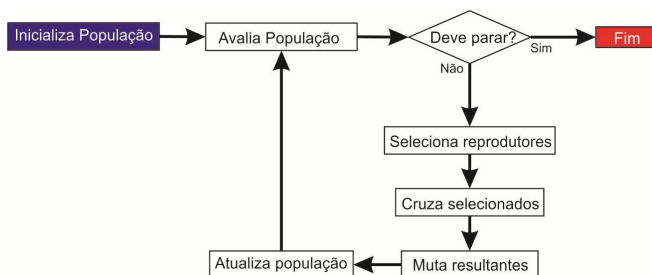 Inicializa População
Avalia População
Deve parar?
Sim
Fim
Não
Seleciona reprodutores
Cruza selecionados
Muta resultantes
Atualiza população